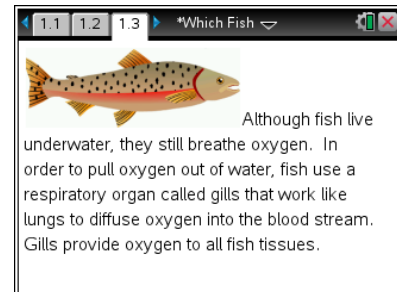 1.1 1.2 1.3 *Which Fish
Although fish live
underwater, they still breathe oxygen. In
order to pull oxygen out of water, fish use a
respiratory organ called gills that work like
lungs to diffuse oxygen into the blood stream.
Gills provide oxygen to all fish tissues.